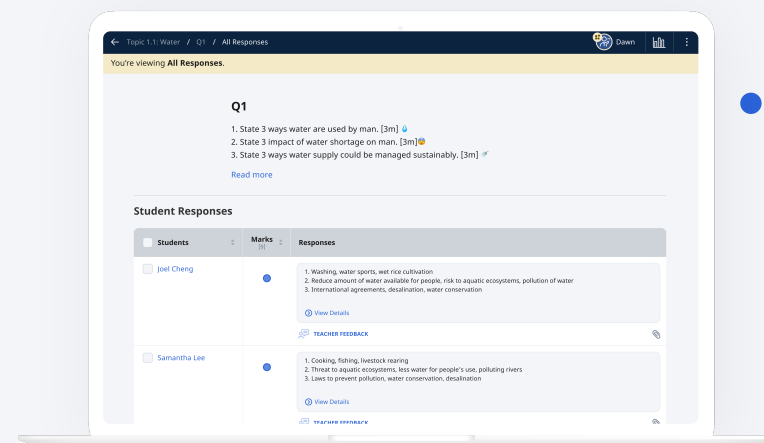 Topic 1.1: Water / Q1 / All Responses
Dawn
You're viewing All Responses.
Q1
1. State 3 ways water are used by man. [3m]
2. State 3 impact of water shortage on man. [3m]
3. State 3 ways water supply could be managed sustainably. [3m]
Read more
Student Responses
Students Marks Responses
[9]
Joel Cheng
1. Washing, water sports, wet rice cultivation
2. Reduce amount of water available for people, risk to aquatic ecosystems, pollution of water
3. International agreements, desalination, water conservation
View Details
TEACHER FEEDBACK
Samantha Lee
1. Cooking, fishing, livestock rearing
2. Threat to aquatic ecosystems, less water for people's use, polluting rivers
3. Laws to prevent pollution, water conservation, desalination
View Details
TEACHER FEEDBACK